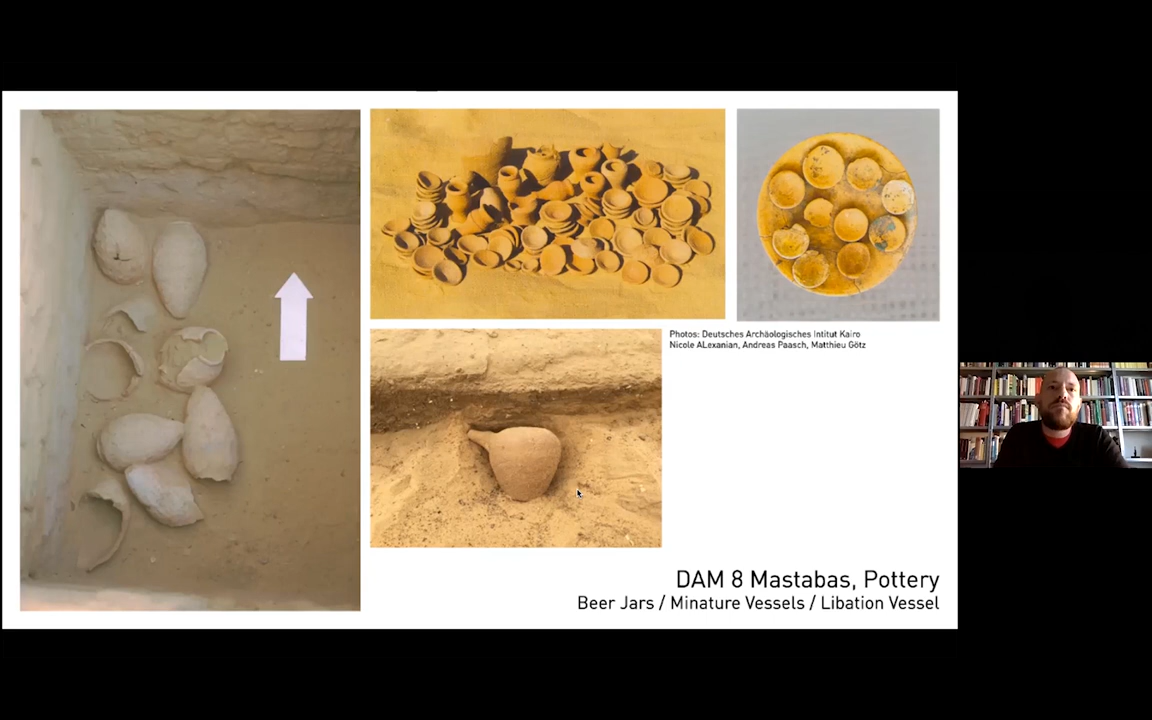 Photos: Deutsches Archäologisches Intitut Kairo
Nicole ALexanian, Andreas Paasch, Matthieu Götz
DAM 8 Mastabas, Pottery
Beer Jars / Minature Vessels / Libation Vessel